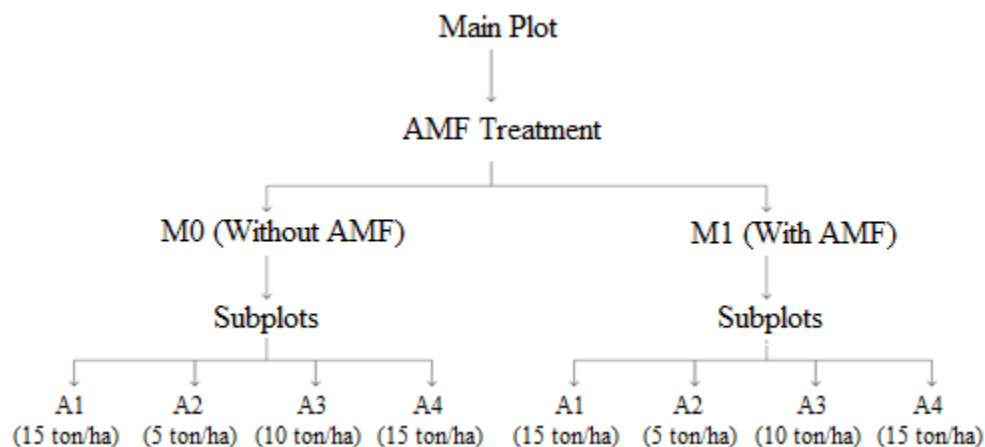 Main Plot
AMF Treatment
M0 (Without AMF) M1 (With AMF)
Subplots Subplots
A1 A2 A3 A4 A1 A2 A3 A4
(15 ton/ha) (5 ton/ha) (10 ton/ha) (15 ton/ha) (15 ton/ha) (5 ton/ha) (10 ton/ha) (15 ton/ha)